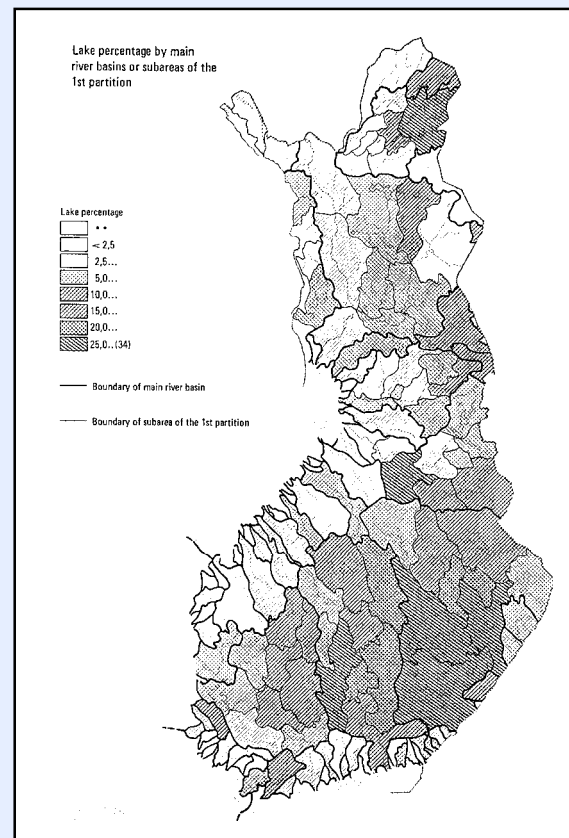 Lake percentage by main
river basins or subareas of the
1st partition
Lake percentage
• •
< 2,5
2,5...
5,0...
10,0...
15,0...
20,0...
25,0..(34)
Boundary of main river basin
Boundary of subarea of the 1st partition